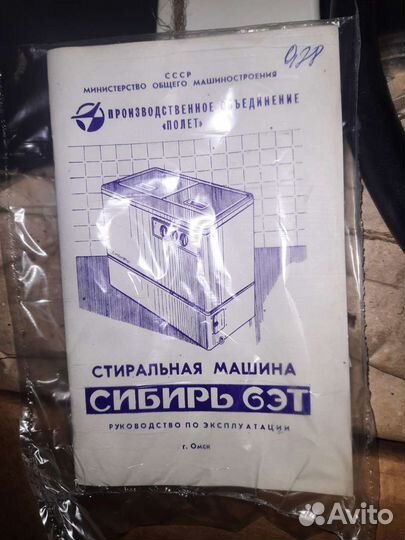 СССР
МИНИСТЕРСТВО ОБЩЕГО МАШИНОСТРОЕНИЯ
ПРОИЗВОДСТВЕННОЕ ОБЪЕДИНЕНИЕ
«ПОЛЕТ»
СТИРАЛЬНАЯ МАШИНА
СИБИРЬ 6ЭТ
РУКОВОДСТВО ПО ЭКСПЛУАТАЦИИ
г. Омск
Avito